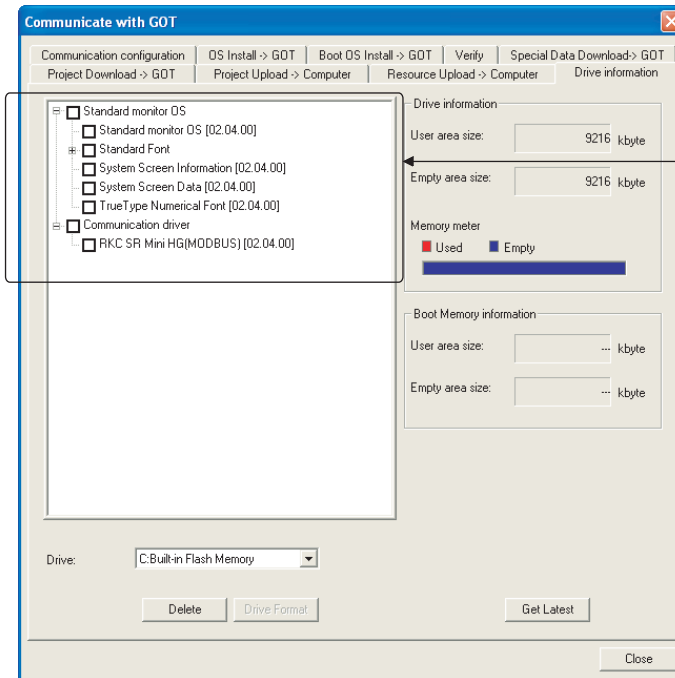 Communicate with GOT
Communication configuration OS Install -> GOT Boot OS Install -> GOT Verify Special Data Download-> GOT
Project Download -> GOT Project Upload -> Computer Resource Upload -> Computer Drive information
Standard monitor OS
Standard monitor OS [02.04.00]
Standard Font
System Screen Information [02.04.00]
System Screen Data [02.04.00]
TrueType Numerical Font [02.04.00]
Communication driver
RKC SR Mini HG(MODBUS) [02.04.00]
Drive information
User area size: 9216 kbyte
Empty area size: 9216 kbyte
Memory meter
Used Empty
Boot Memory information
User area size: --- kbyte
Empty area size: --- kbyte
Drive: C:Built-in Flash Memory
Delete Drive Format Get Latest
Close